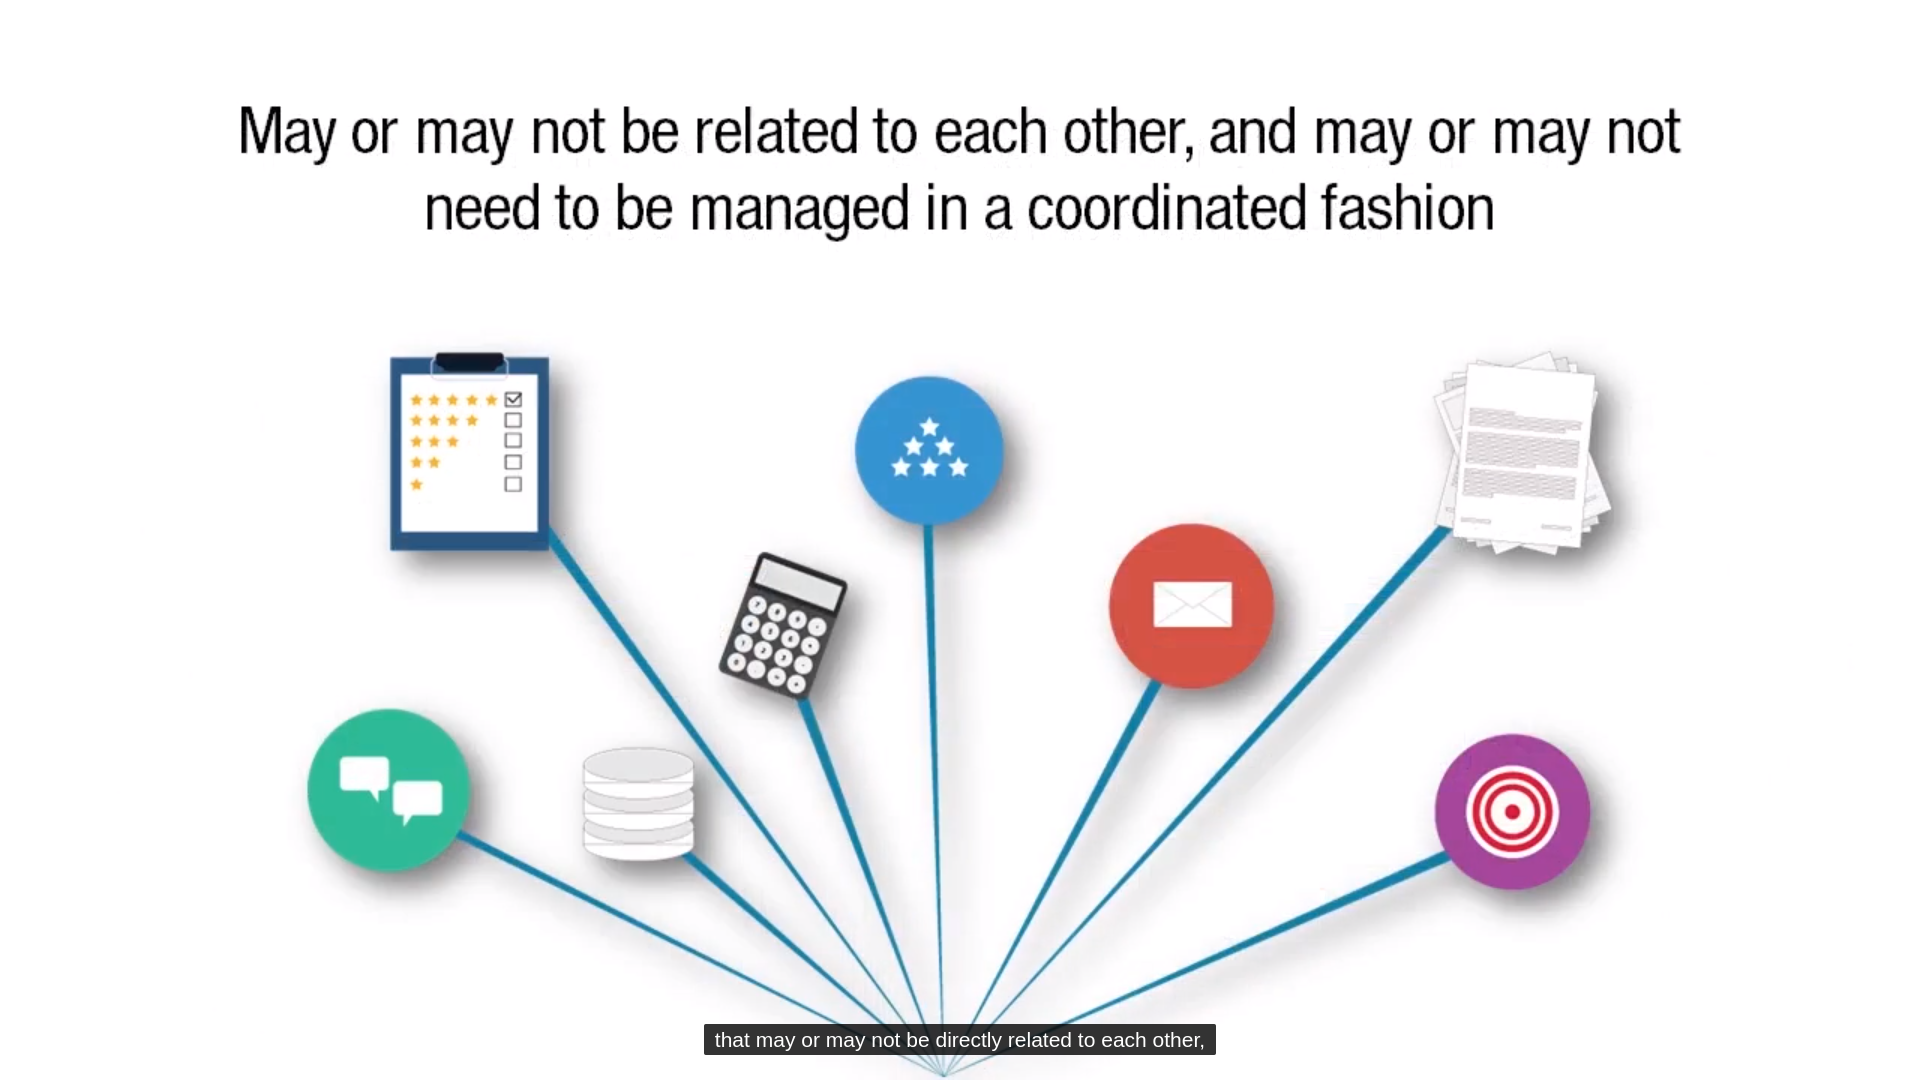 May or may not be related to each other, and may or may not
need to be managed in a coordinated fashion
that may or may not be directly related to each other,